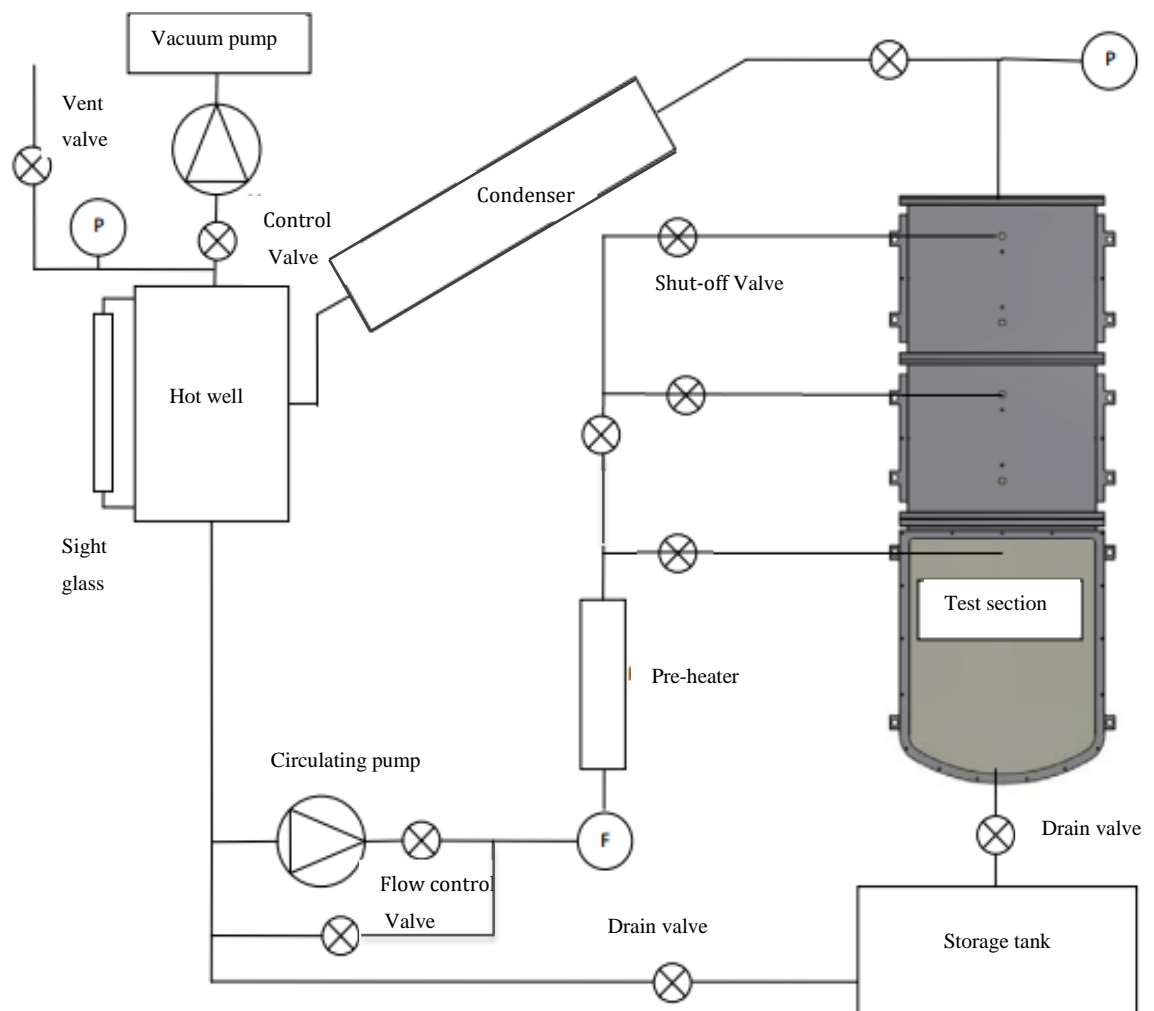 Vacuum pump
P
Vent
valve
P
Condenser
Control
Valve
Shut-off Valve
Hot well
Sight
glass
Test section
Pre-heater
Circulating pump
F
Drain valve
Flow control
Valve
Drain valve
Storage tank